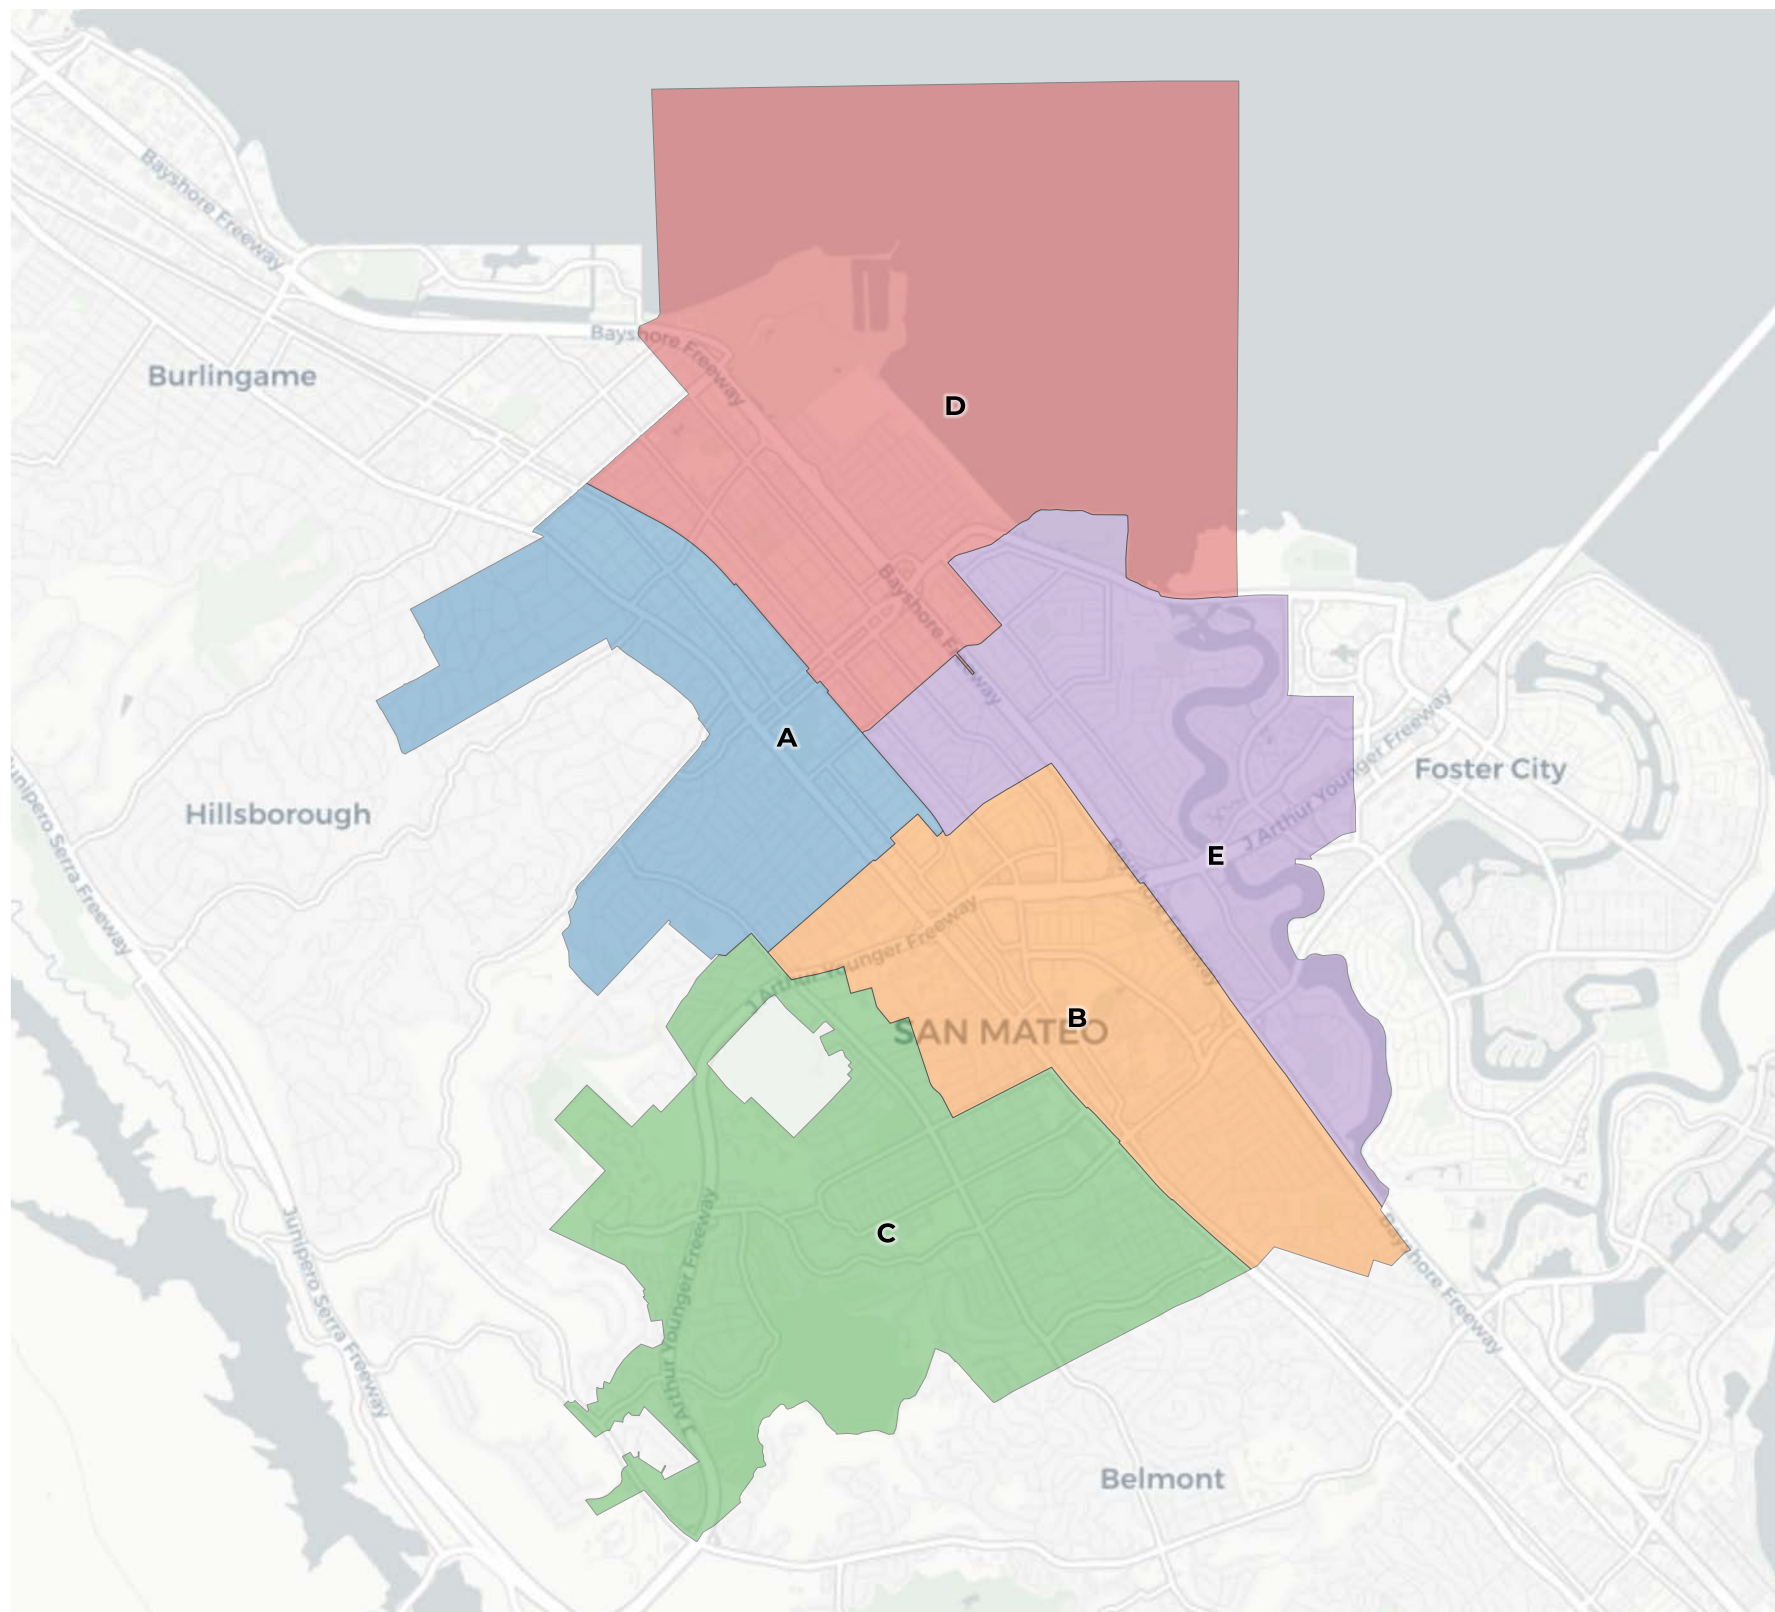 Bayshore Freeway
Bayshore Freeway
Burlingame
D
Bayshore Freeway
A
Hillsborough
Foster City
J Arthur Younger Freeway
E
Junipero Serra Freeway
J Arthur Younger Freeway
Bayshore Freeway
B
SAN MATEO
C
J Arthur Younger Freeway
Junipero Serra Freeway
Bayshore Freeway
Belmont